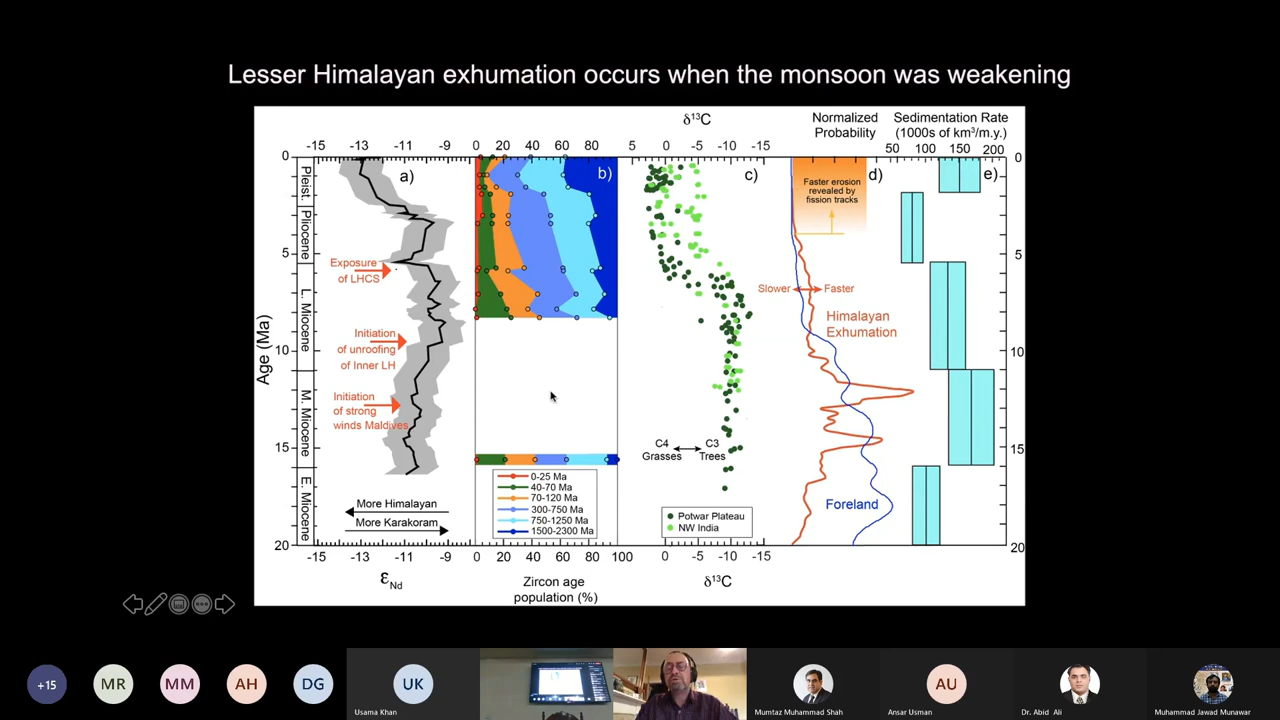 Lesser Himalayan exhumation occurs when the monsoon was weakening
δ13C
Normalized
Probability
Sedimentation Rate
(1000s of km3/m.y.)
-15 -13 -11 -9
0 20 40 60 80
5 0 -5 -10 -15
50 100 150 200
a)
b)
c)
d)
e)
Age (Ma)
0
5
10
15
20
Pleist.
Pliocene
L. Miocene
M. Miocene
E. Miocene
Exposure
of LHCS
Initiation
of unroofing
of Inner LH
Initiation
of strong
winds Maldives
More Himalayan
More Karakoram
0-25 Ma
40-70 Ma
70-120 Ma
300-750 Ma
750-1250 Ma
1500-2300 Ma
C4
Grasses
C3
Trees
Potwar Plateau
NW India
Faster erosion
revealed by
fission tracks
Slower
Faster
Himalayan
Exhumation
Foreland
0
5
10
15
20
-15 -13 -11 -9
0 20 40 60 80 100
0 -5 -10 -15
εNd
Zircon age
population (%)
δ13C
+15
MR
MM
AH
DG
UK
AU
Usama Khan
Mumtaz Muhammad Shah
Ansar Usman
Dr. Abid Ali
Muhammad Jawad Munawar